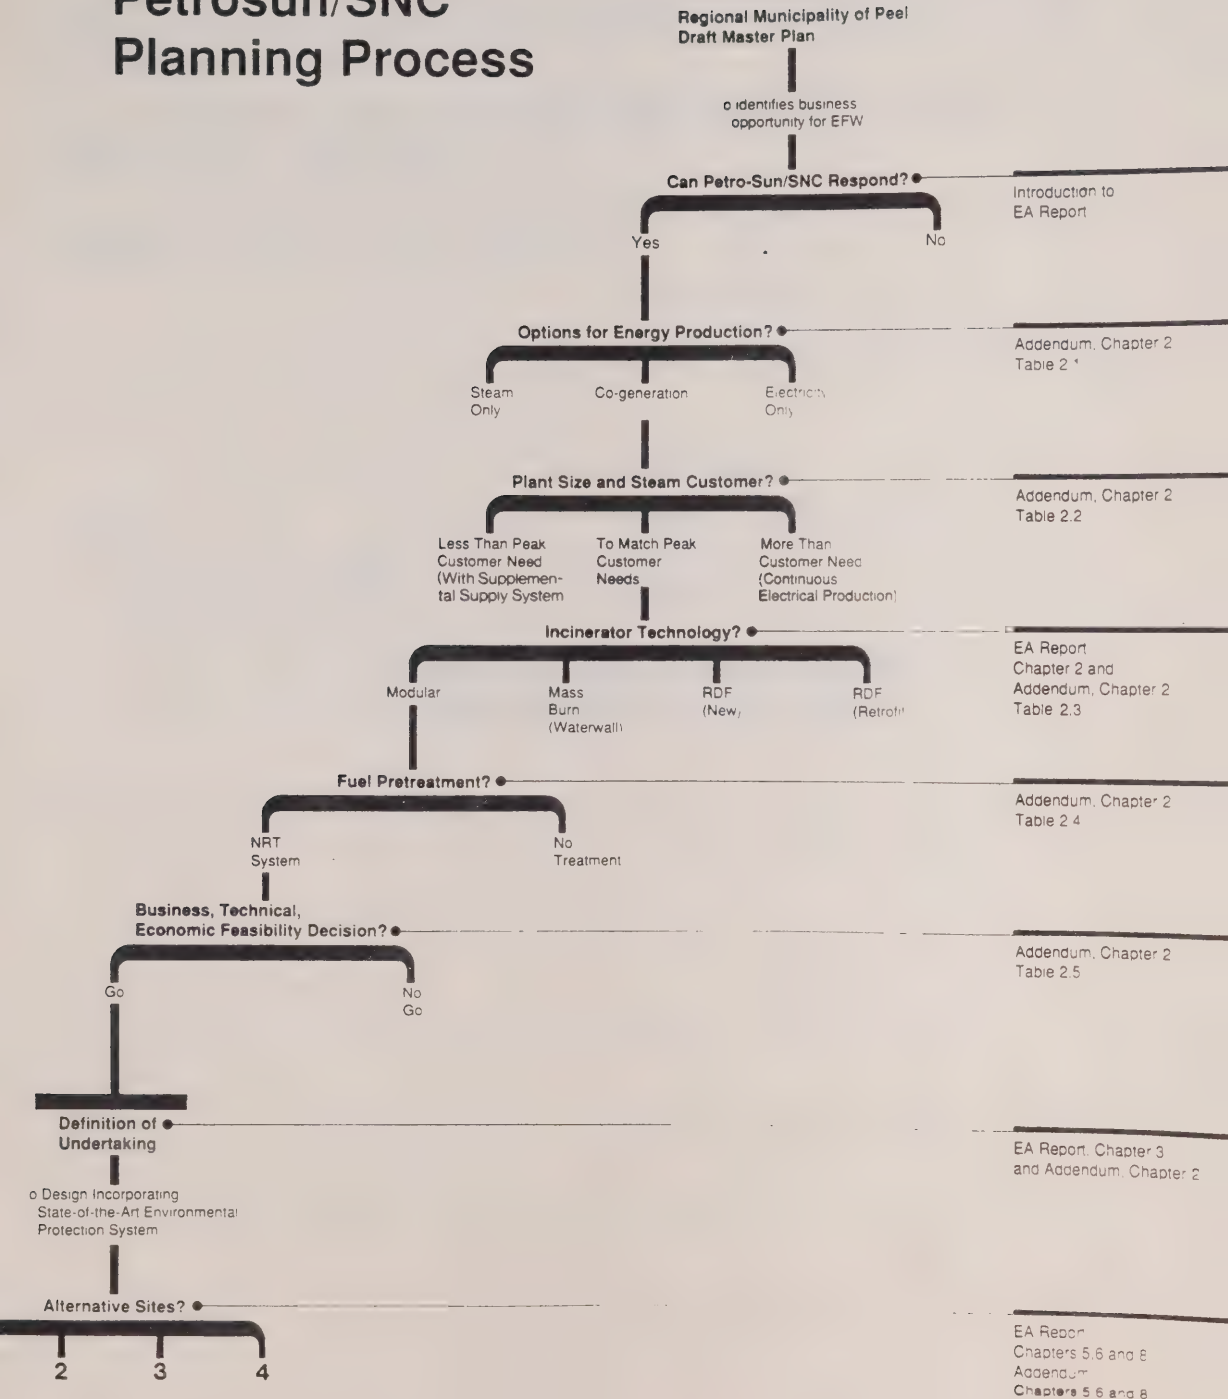 Petrosun/SNC
Planning Process
Regional Municipality of Peel
Draft Master Plan
o identifies business
opportunity for EFW
Can Petro-Sun/SNC Respond?
Introduction to
EA Report
Yes
No
Options for Energy Production?
Addendum, Chapter 2
Table 2
Steam
Only
Co-generation
Electricity
Only
Plant Size and Steam Customer?
Addendum, Chapter 2
Table 2.2
Less Than Peak
Customer Need
(With Supplemen-
tal Supply System
To Match Peak
Customer
Needs
More Than
Customer Need
(Continuous
Electrical Production)
Incinerator Technology?
EA Report
Chapter 2 and
Addendum, Chapter 2
Table 2.3
Modular
Mass
Burn
(Waterwall)
RDF
(New)
RDF
(Retrofit
Fuel Pretreatment?
Addendum, Chapter 2
Table 2.4
NRT
System
No
Treatment
Business, Technical,
Economic Feasibility Decision?
Addendum, Chapter 2
Table 2.5
Go
No
Go
Definition of
Undertaking
EA Report, Chapter 3
and Addendum, Chapter 2
o Design Incorporating
State-of-the-Art Environmental
Protection System
Alternative Sites?
EA Report
Chapters 5,6 and 8
Addendum
Chapters 5,6 and 8
2
3
4